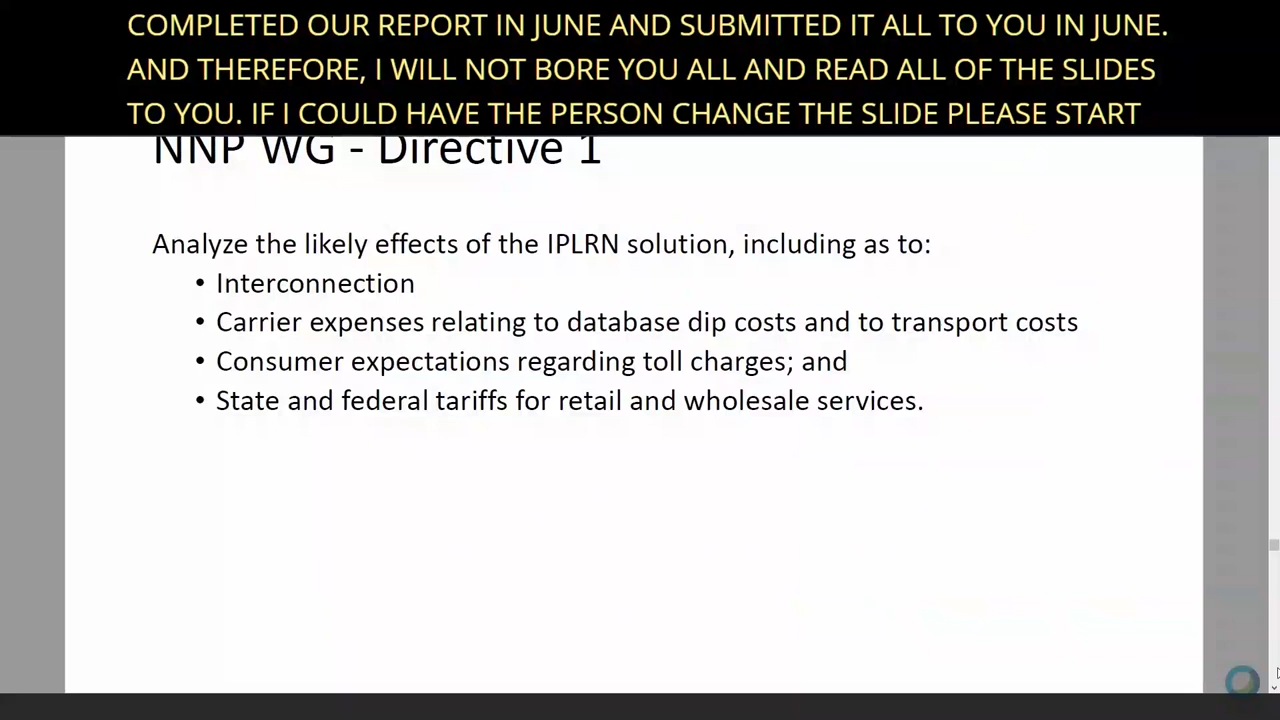 COMPLETED OUR REPORT IN JUNE AND SUBMITTED IT ALL TO YOU IN JUNE.
AND THEREFORE, I WILL NOT BORE YOU ALL AND READ ALL OF THE SLIDES
TO YOU. IF I COULD HAVE THE PERSON CHANGE THE SLIDE PLEASE START
NNP WG - Directive 1
Analyze the likely effects of the IPLRN solution, including as to:
• Interconnection
• Carrier expenses relating to database dip costs and to transport costs
• Consumer expectations regarding toll charges; and
• State and federal tariffs for retail and wholesale services.